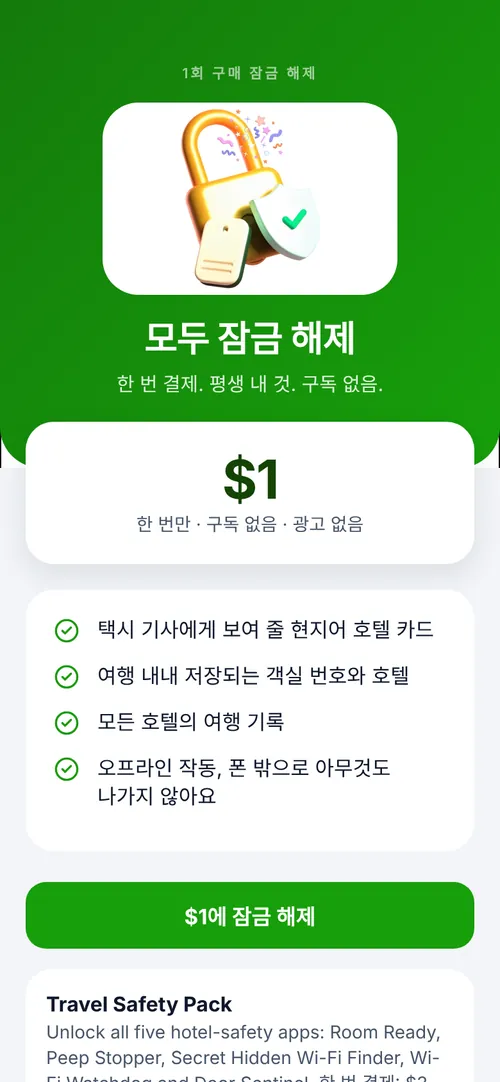 1회 구매 잠금 해제
모두 잠금 해제
한 번 결제. 평생 내 것. 구독 없음.
$1
한 번만 · 구독 없음 · 광고 없음
택시 기사에게 보여 줄 현지어 호텔 카드
여행 내내 저장되는 객실 번호와 호텔
모든 호텔의 여행 기록
오프라인 작동, 폰 밖으로 아무것도
나가지 않아요
$1에 잠금 해제
Travel Safety Pack
Unlock all five hotel-safety apps: Room Ready,
Peep Stopper, Secret Hidden Wi-Fi Finder, Wi-
Fi Watchdog and Door Sentinel. 한 번 결제: $3